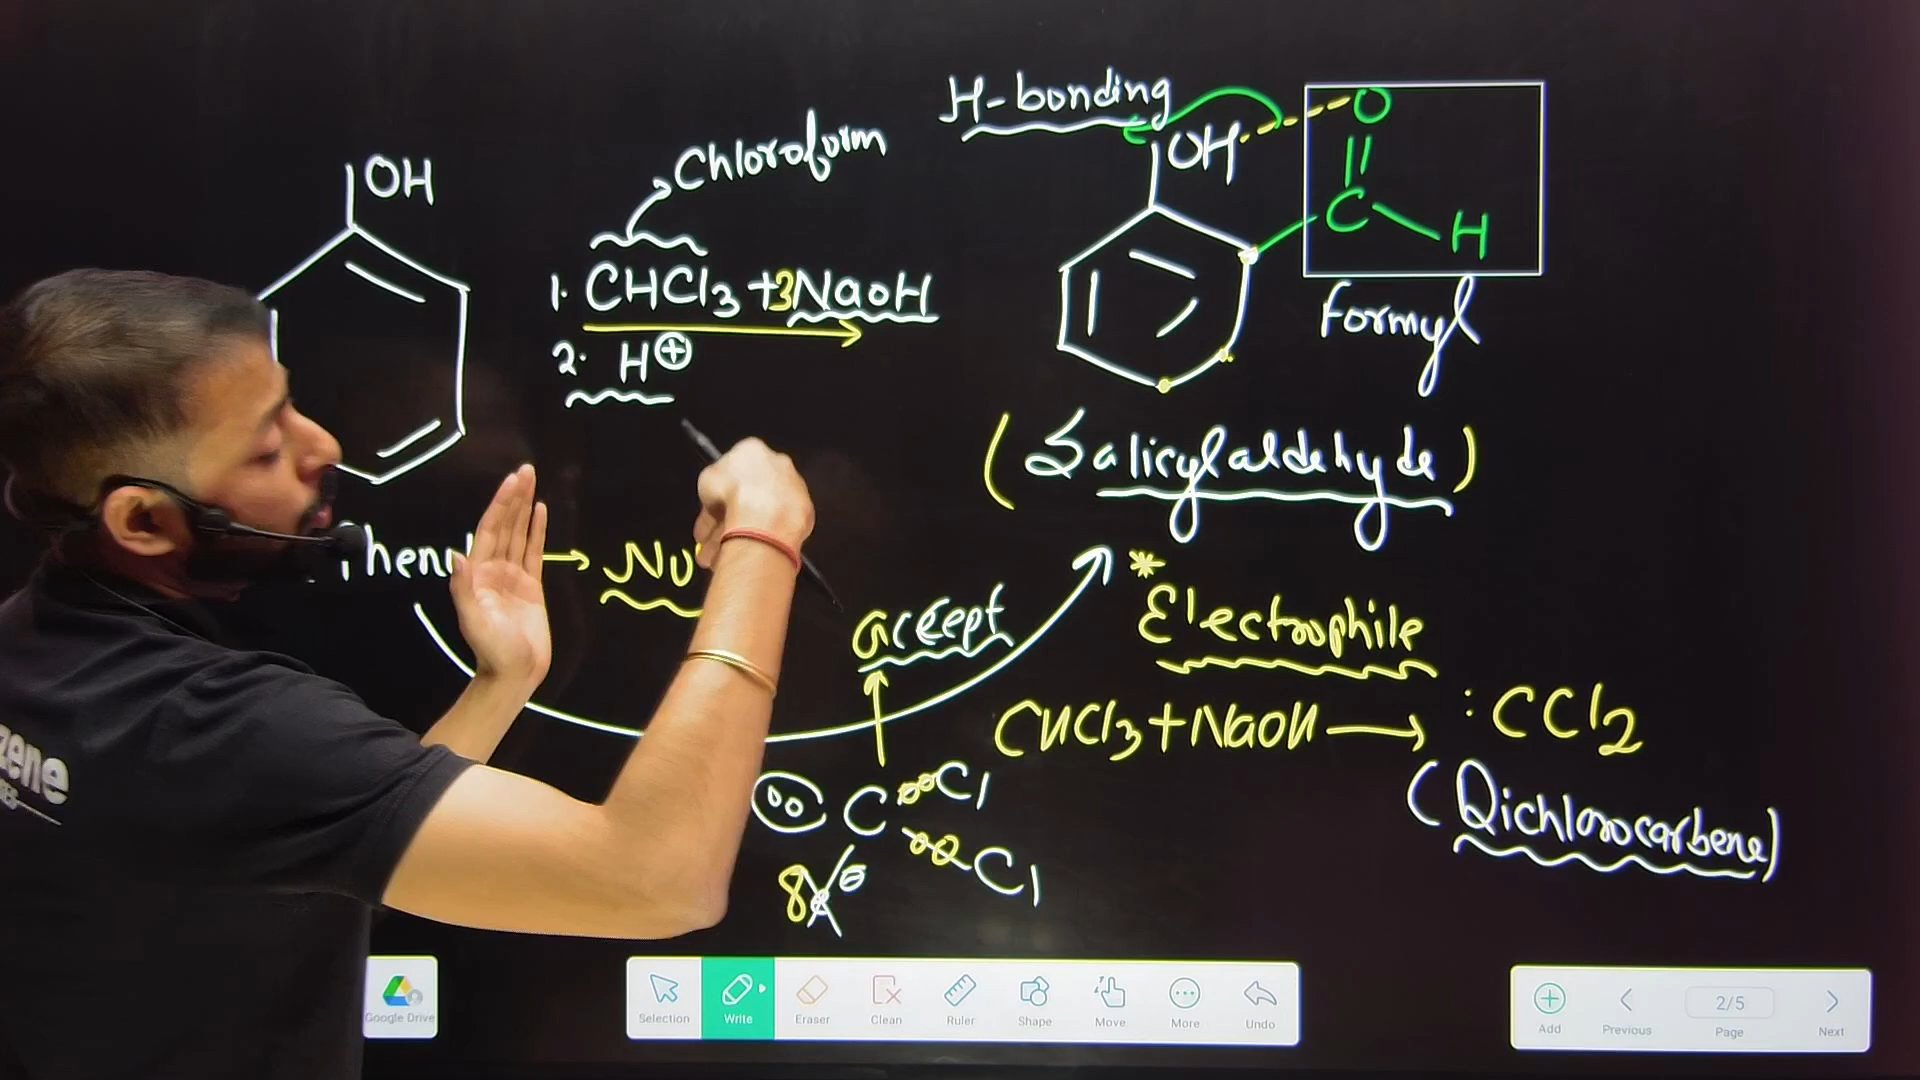 H-bonding
Chloroform
OH
OH
O
C
H
1. CHCl3 + 3NaOH
2. H⊕
Formyl
(Salicylaldehyde)
→ Nu
accept
*
Electrophile
CHCl3 + NaOH → :CCl2
(Dichlorocarbene)
C Cl
Cl
8
zene
Google Drive
Selection
Write
Eraser
Clean
Ruler
Shape
Move
More
Undo
Add
Previous
2/5
Page
Next